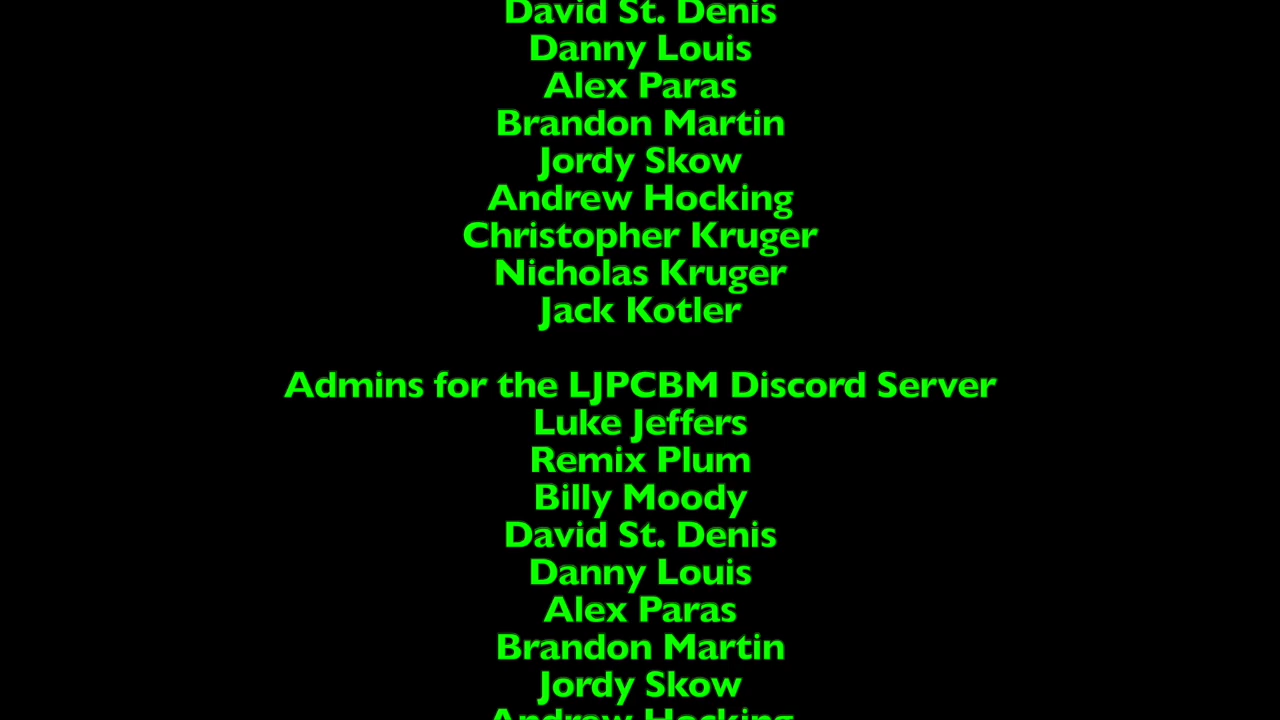 David St. Denis
Danny Louis
Alex Paras
Brandon Martin
Jordy Skow
Andrew Hocking
Christopher Kruger
Nicholas Kruger
Jack Kotler
Admins for the LJPCBM Discord Server
Luke Jeffers
Remix Plum
Billy Moody
David St. Denis
Danny Louis
Alex Paras
Brandon Martin
Jordy Skow
Andrew Hocking